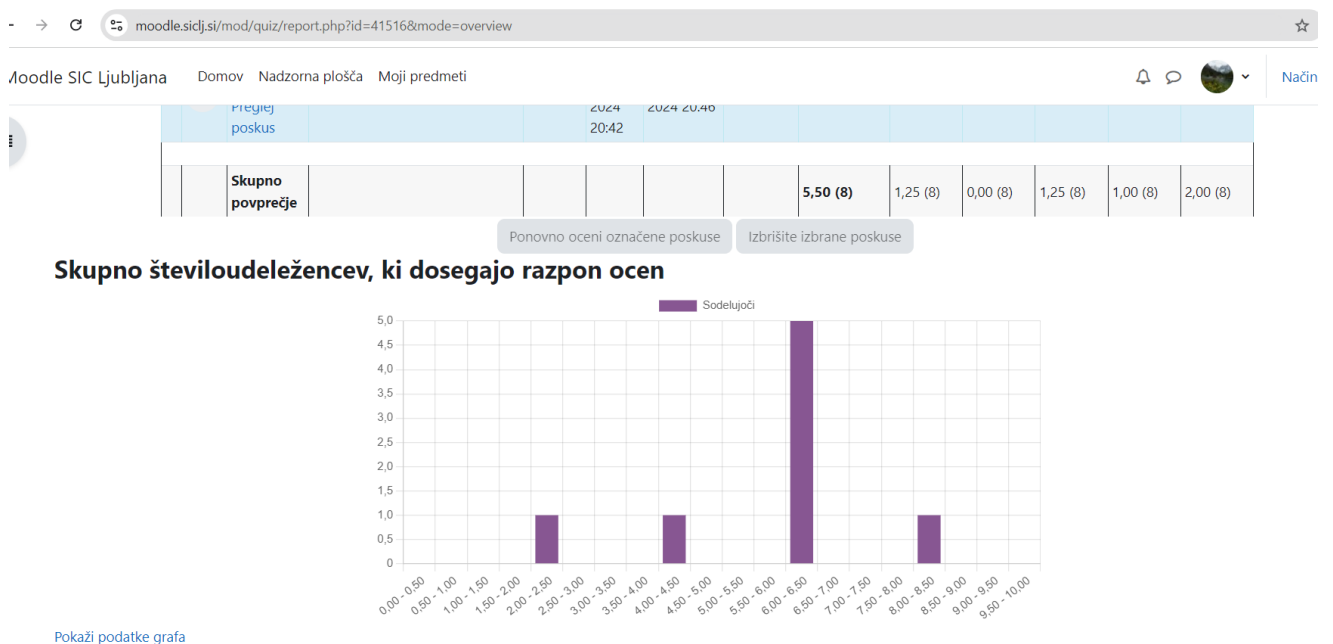 moodle.siclj.si/mod/quiz/report.php?id=41516&mode=overview
Moodle SIC Ljubljana Domov Nadzorna plošča Moji predmeti Način
Preglej 2024 2024 20:46
poskus 20:42
Skupno
povprečje 5,50 (8) 1,25 (8) 0,00 (8) 1,25 (8) 1,00 (8) 2,00 (8)
Ponovno oceni označene poskuse Izbrišite izbrane poskuse
Skupno številoudeležencev, ki dosegajo razpon ocen
Sodelujoči
5,0
4,5
4,0
3,5
3,0
2,5
2,0
1,5
1,0
0,5
0
0,00 - 0,50 0,50 - 1,00 1,00 - 1,50 1,50 - 2,00 2,00 - 2,50 2,50 - 3,00 3,00 - 3,50 3,50 - 4,00 4,00 - 4,50 4,50 - 5,00 5,00 - 5,50 5,50 - 6,00 6,00 - 6,50 6,50 - 7,00 7,00 - 7,50 7,50 - 8,00 8,00 - 8,50 8,50 - 9,00 9,00 - 9,50 9,50 - 10,00
Pokaži podatke grafa